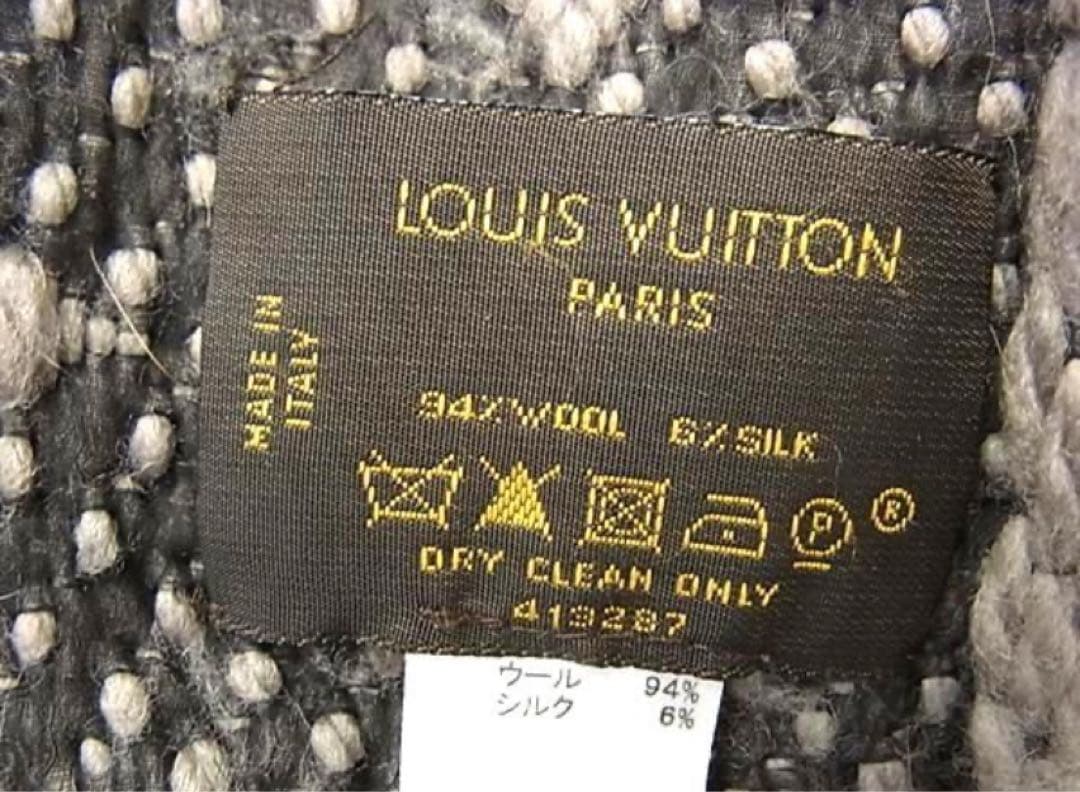 LOUIS VUITTON
PARIS
MADE IN
ITALY
94% WOOL 6% SILK
P
®
DRY CLEAN ONLY
419287
ウール 94%
シルク 6%